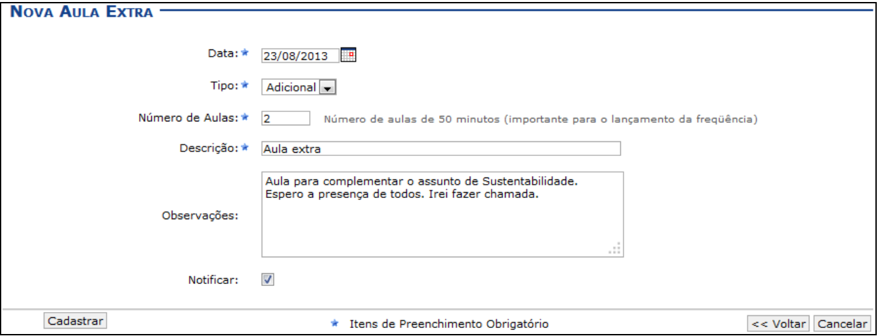 NOVA AULA EXTRA
Data: 23/08/2013
Tipo: Adicional
Número de Aulas: 2 Número de aulas de 50 minutos (importante para o lançamento da freqüência)
Descrição: Aula extra
Aula para complementar o assunto de Sustentabilidade.
Espero a presença de todos. Irei fazer chamada.
Observações:
Notificar:
Cadastrar Itens de Preenchimento Obrigatório << Voltar Cancelar